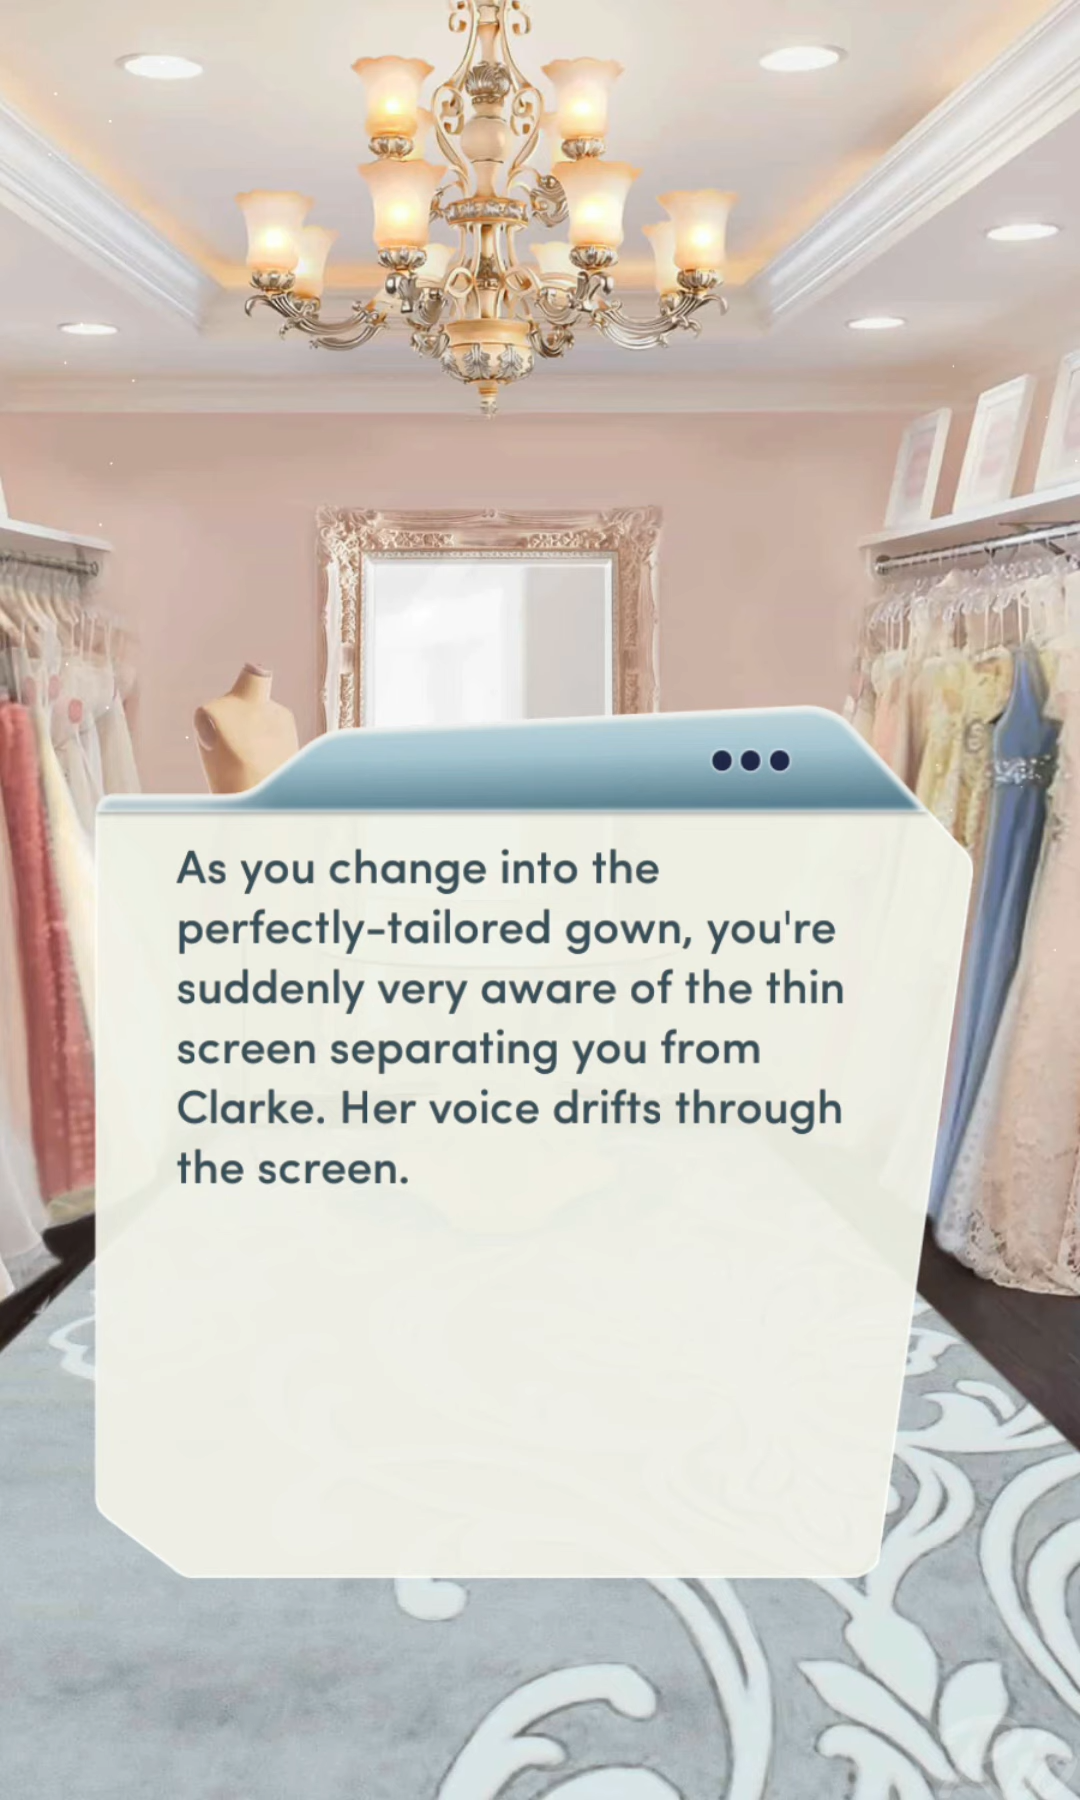 As you change into the
perfectly-tailored gown, you're
suddenly very aware of the thin
screen separating you from
Clarke. Her voice drifts through
the screen.